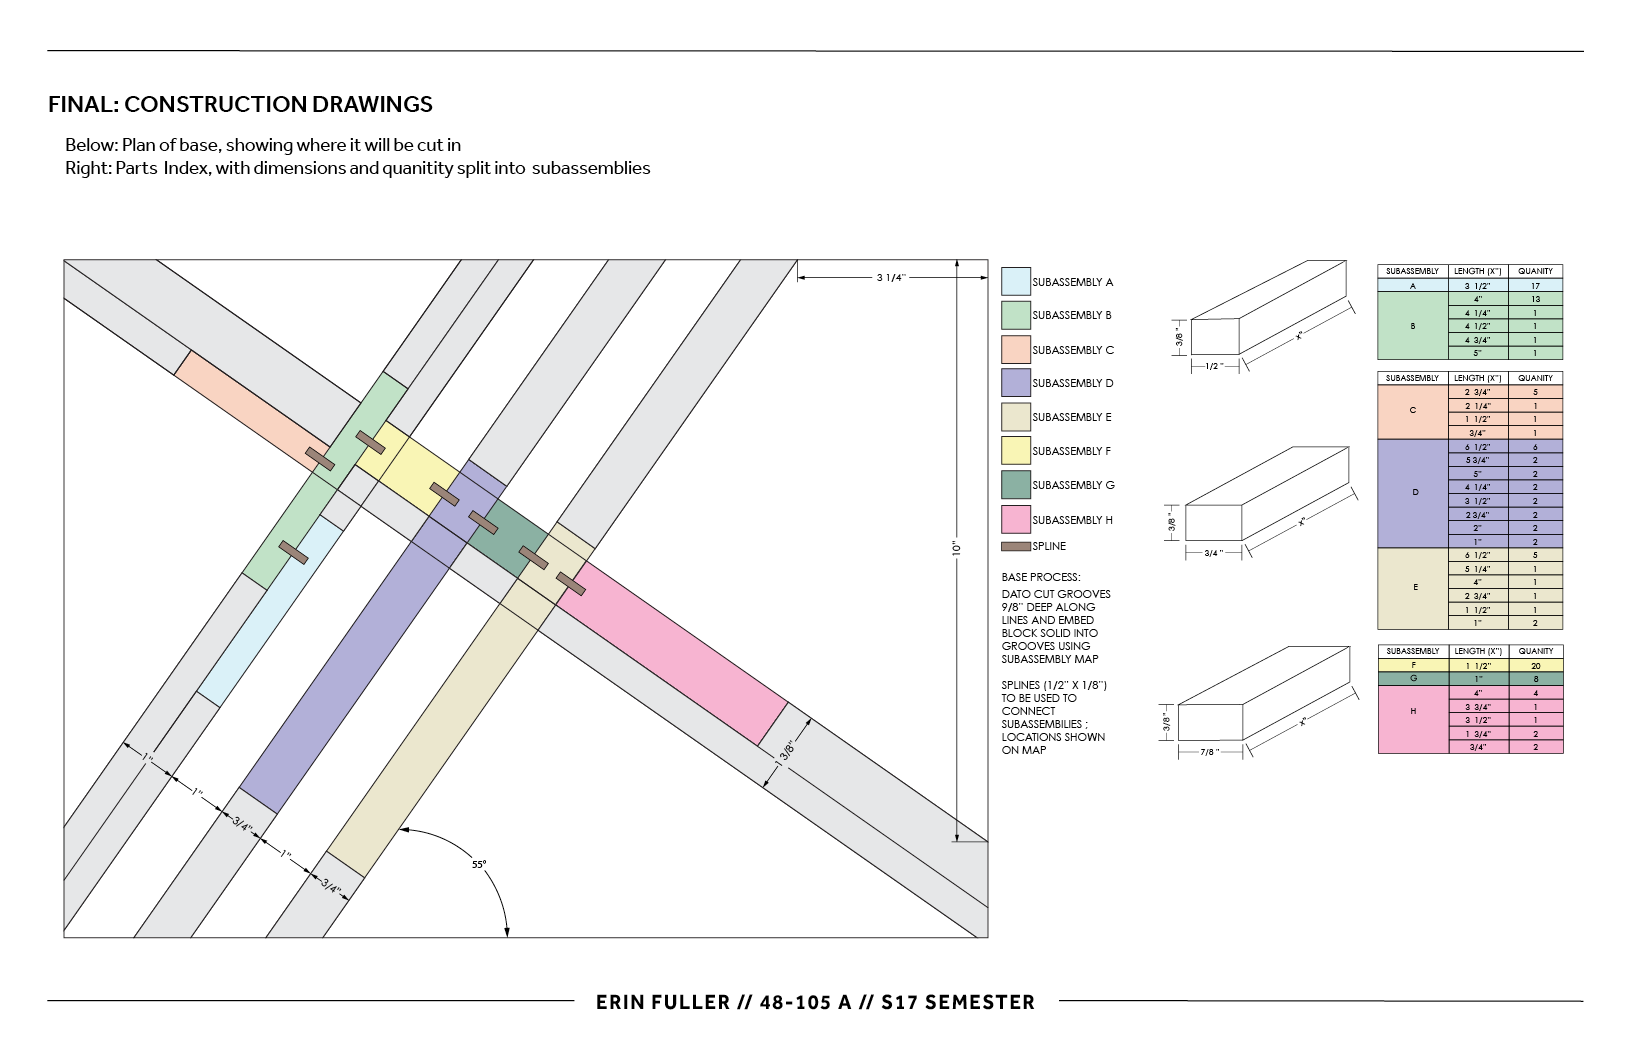 FINAL: CONSTRUCTION DRAWINGS
Below: Plan of base, showing where it will be cut in
Right: Parts Index, with dimensions and quanitity split into subassemblies
3 1/4"
10"
1"
1"
3/4"
1"
3/4"
55°
1 3/8"
SUBASSEMBLY A
SUBASSEMBLY B
SUBASSEMBLY C
SUBASSEMBLY D
SUBASSEMBLY E
SUBASSEMBLY F
SUBASSEMBLY G
SUBASSEMBLY H
SPLINE
BASE PROCESS:
DATO CUT GROOVES
9/8" DEEP ALONG
LINES AND EMBED
BLOCK SOLID INTO
GROOVES USING
SUBASSEMBLY MAP
SPLINES (1/2" X 1/8")
TO BE USED TO
CONNECT
SUBASSEMBILIES ;
LOCATIONS SHOWN
ON MAP
3/8 "
1/2 "
x"
3/8 "
3/4 "
x"
3/8 "
7/8 "
x"
SUBASSEMBLY LENGTH (X") QUANITY
A 3 1/2" 17
B 4" 13
4 1/4" 1
4 1/2" 1
4 3/4" 1
5" 1
SUBASSEMBLY LENGTH (X") QUANITY
C 2 3/4" 5
2 1/4" 1
1 1/2" 1
3/4" 1
D 6 1/2" 6
5 3/4" 2
5" 2
4 1/4" 2
3 1/2" 2
2 3/4" 2
2" 2
1" 2
E 6 1/2" 5
5 1/4" 1
4" 1
2 3/4" 1
1 1/2" 1
1" 2
SUBASSEMBLY LENGTH (X") QUANITY
F 1 1/2" 20
G 1" 8
H 4" 4
3 3/4" 1
3 1/2" 1
1 3/4" 2
3/4" 2
ERIN FULLER // 48-105 A // S17 SEMESTER